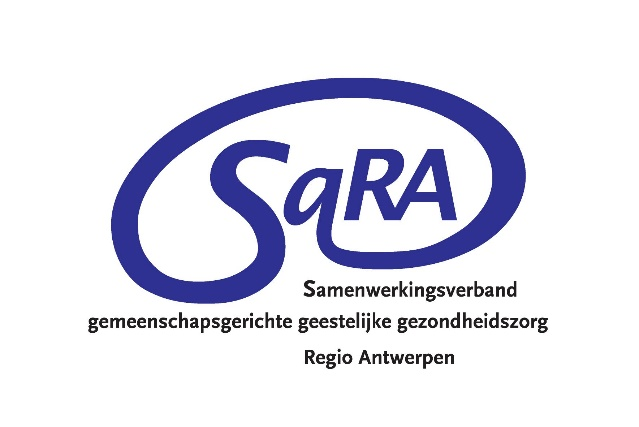 SaRA
Samenwerkingsverband
gemeenschapsgerichte geestelijke gezondheidszorg
Regio Antwerpen